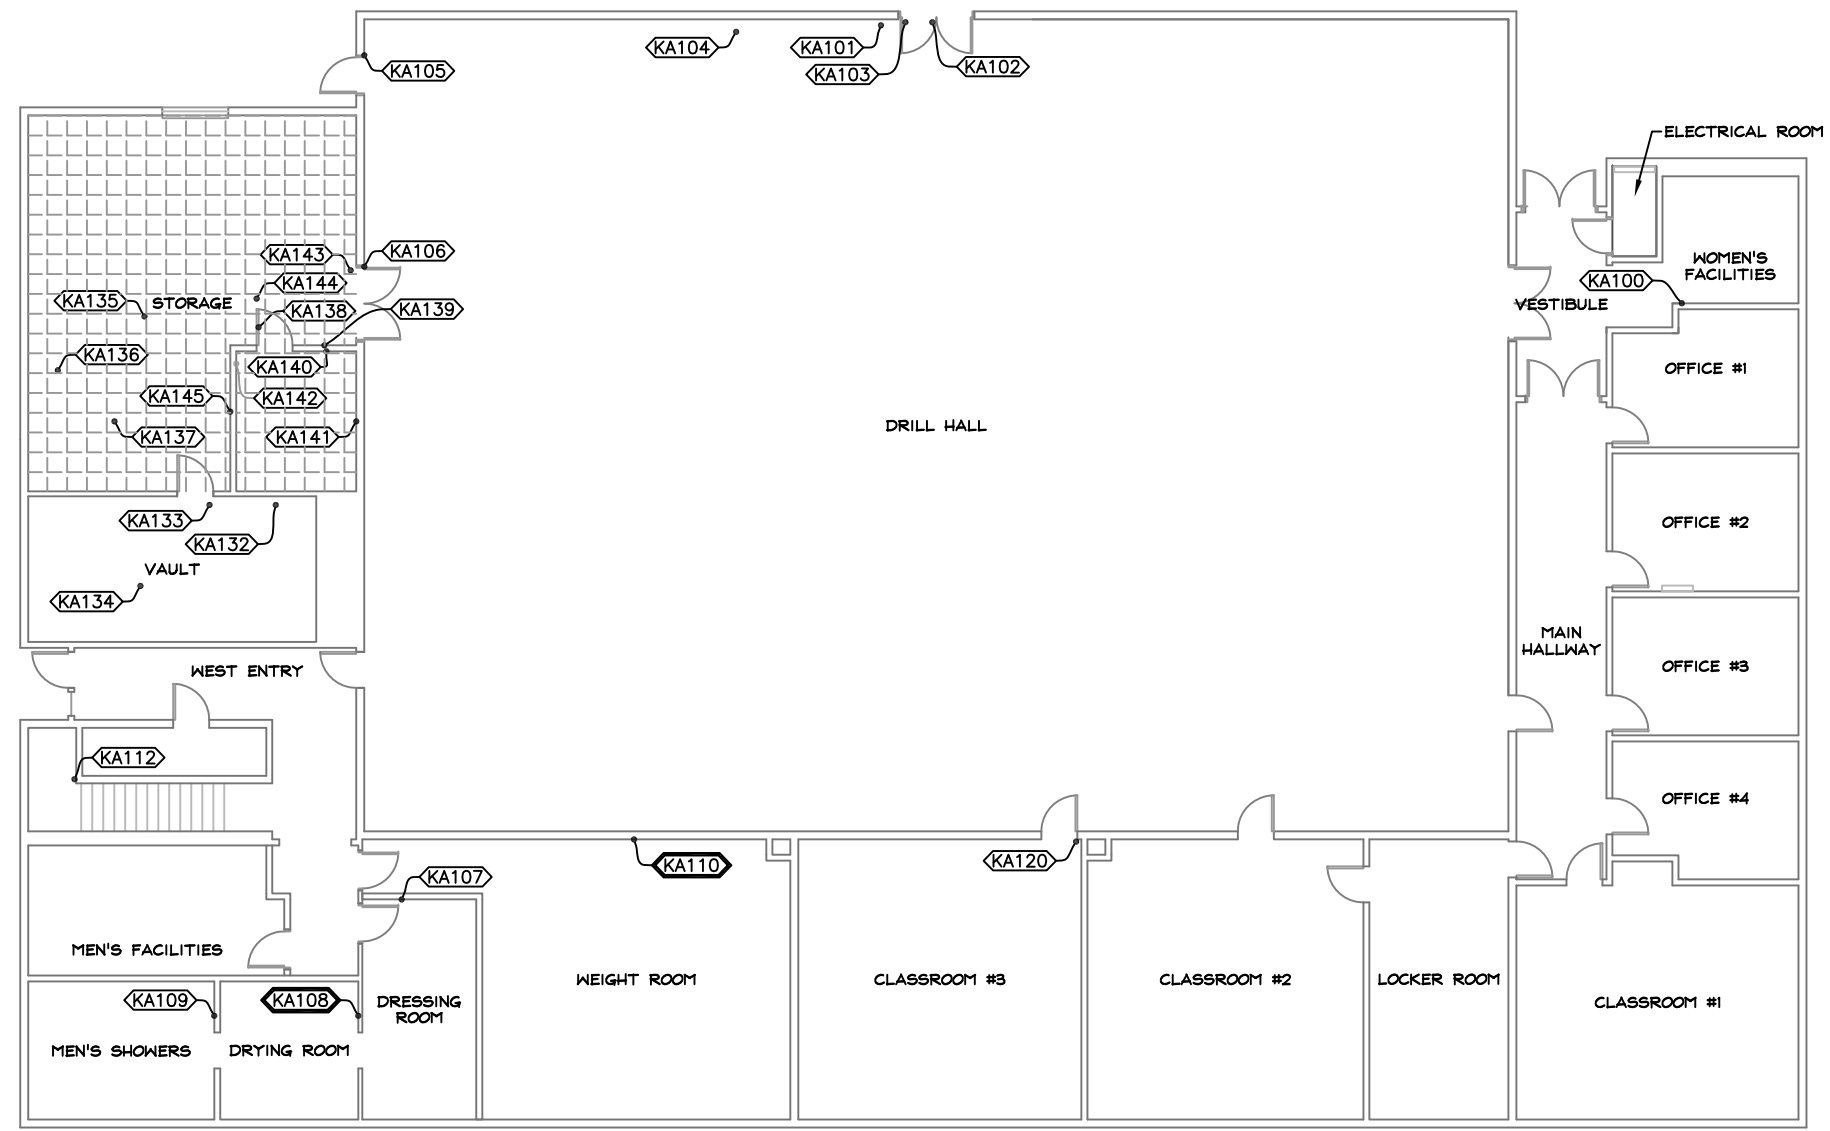 KA104
KA101
KA103
KA102
KA105
ELECTRICAL ROOM
KA143
KA106
KA144
KA135
STORAGE
KA138
KA139
KA136
KA140
KA145
KA142
KA137
KA141
WOMEN'S
FACILITIES
KA100
VESTIBULE
OFFICE #1
DRILL HALL
KA133
KA132
VAULT
KA134
OFFICE #2
MAIN
HALLWAY
OFFICE #3
WEST ENTRY
KA112
OFFICE #4
KA110
KA120
KA107
MEN'S FACILITIES
WEIGHT ROOM
CLASSROOM #3
CLASSROOM #2
LOCKER ROOM
CLASSROOM #1
KA109
KA108
DRESSING
ROOM
MEN'S SHOWERS
DRYING ROOM